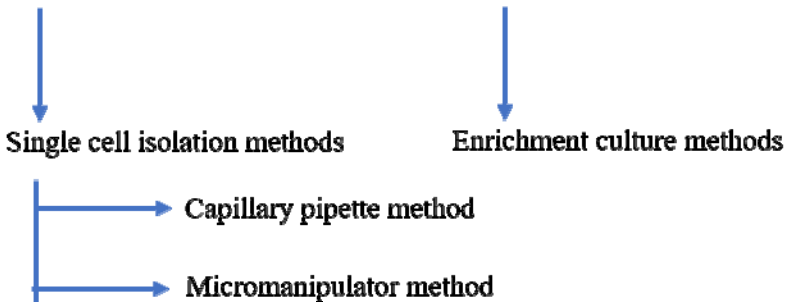 Single cell isolation methods
Enrichment culture methods
Capillary pipette method
Micromanipulator method